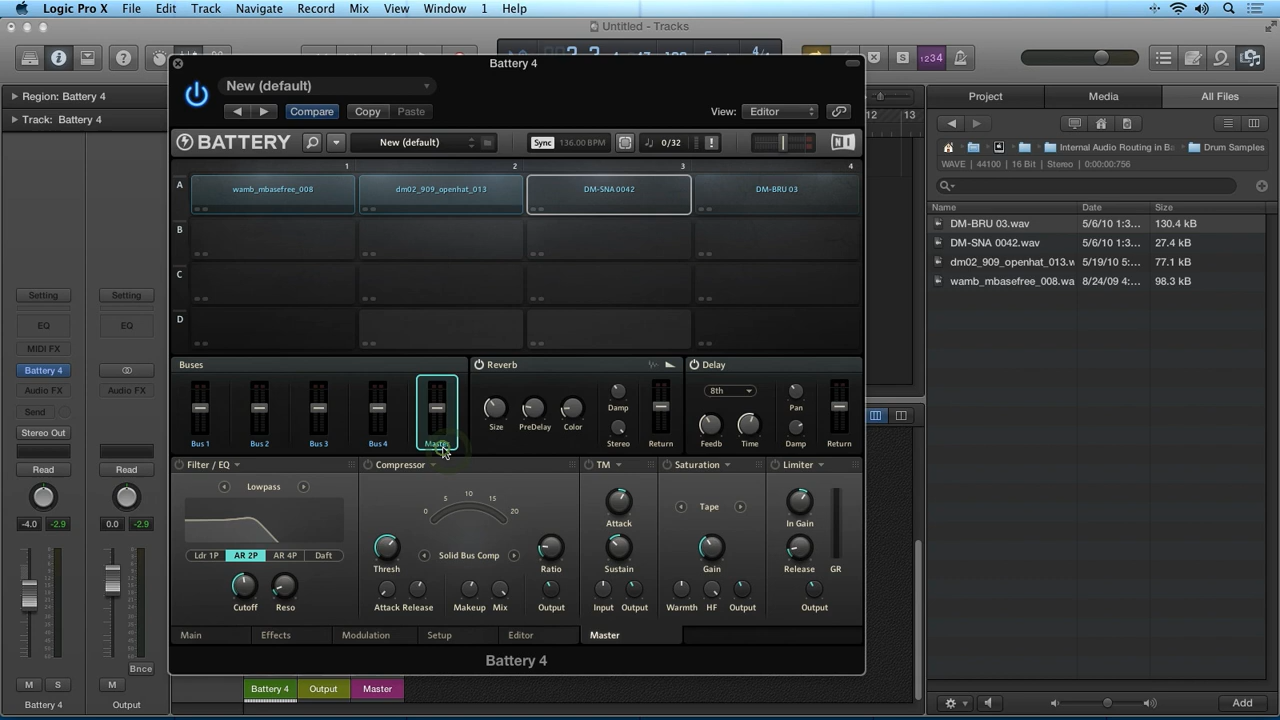 Logic Pro X File Edit Track Navigate Record Mix View Window 1 Help
Untitled - Tracks
Battery 4
Region: Battery 4
Track: Battery 4
New (default)
Compare Copy Paste
View: Editor
BATTERY
New (default)
Sync 136.00 BPM
0/32
NI
1234
12 13
1 2 3 4
A
wamb_mbasefree_008 dm02_909_openhat_013 DM-SNA 0042 DM-BRU 03
B
C
D
Buses
Bus 1 Bus 2 Bus 3 Bus 4 Master
Reverb
Size PreDelay Color Damp Stereo Return
Delay
8th
Feedb Time Pan Damp Return
Filter / EQ
Lowpass
Ldr 1P AR 2P AR 4P Daft
Cutoff Reso
Compressor
0 5 10 15 20
Thresh Solid Bus Comp Ratio
Attack Release Makeup Mix Output
TM
Attack
Sustain
Input Output
Saturation
Tape
Gain
Warmth HF Output
Limiter
In Gain
Release GR
Output
Main Effects Modulation Setup Editor Master
Battery 4
Setting Setting
EQ EQ
MIDI FX
Battery 4
Audio FX Audio FX
Send
Stereo Out
Read Read
-4.0 -2.9 0.0 -2.9
Bnce
M S M
Battery 4 Output
Battery 4 Output Master
Project Media All Files
Internal Audio Routing in Ba Drum Samples
WAVE | 44100 | 16 Bit | Stereo | 0:00:00:756
Name Date Size
DM-BRU 03.wav 5/6/10 1:3... 130.4 kB
DM-SNA 0042.wav 5/6/10 1:3... 27.4 kB
dm02_909_openhat_013.w 5/19/10 5:... 77.1 kB
wamb_mbasefree_008.wa 8/24/09 4:... 98.3 kB
Add